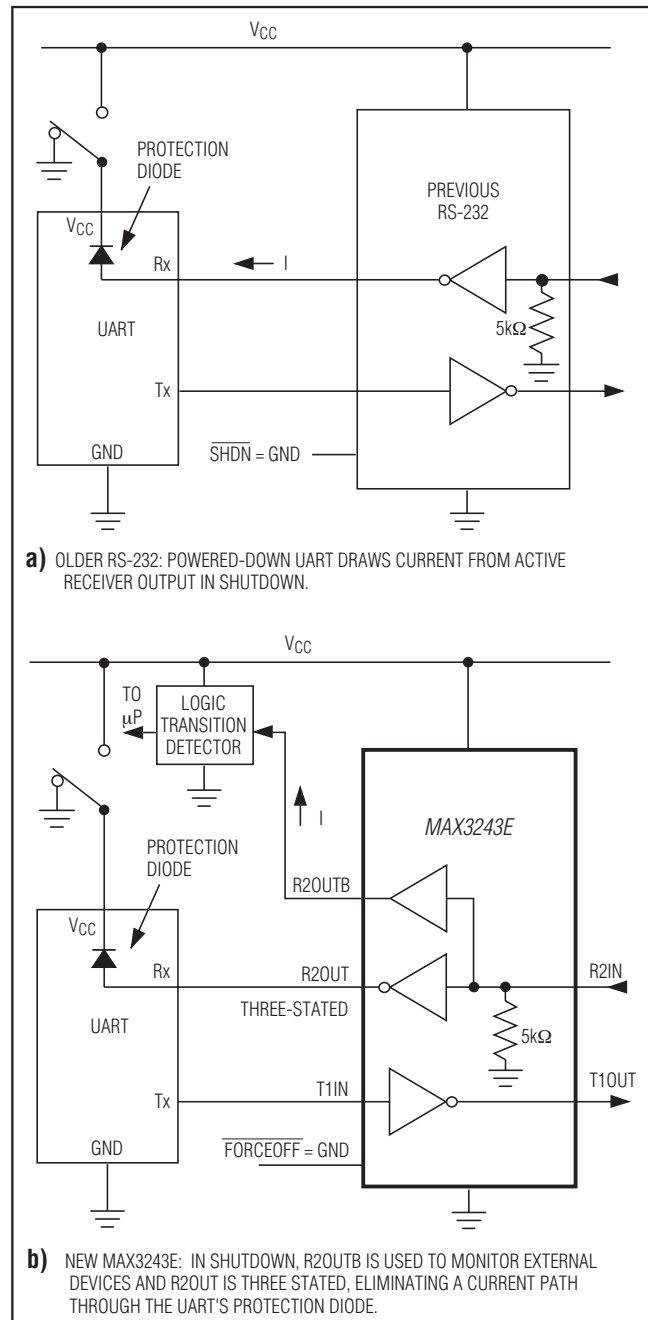 VCC
PROTECTION
DIODE
VCC
Rx
I
PREVIOUS
RS-232
5kΩ
UART
Tx
GND
SHDN = GND
a) OLDER RS-232: POWERED-DOWN UART DRAWS CURRENT FROM ACTIVE
RECEIVER OUTPUT IN SHUTDOWN.
VCC
TO
μP
LOGIC
TRANSITION
DETECTOR
I
MAX3243E
PROTECTION
DIODE
R2OUTB
VCC
Rx
R2OUT
R2IN
THREE-STATED
UART
5kΩ
Tx
T1IN
T1OUT
GND
FORCEOFF = GND
b) NEW MAX3243E: IN SHUTDOWN, R2OUTB IS USED TO MONITOR EXTERNAL
DEVICES AND R2OUT IS THREE STATED, ELIMINATING A CURRENT PATH
THROUGH THE UART'S PROTECTION DIODE.